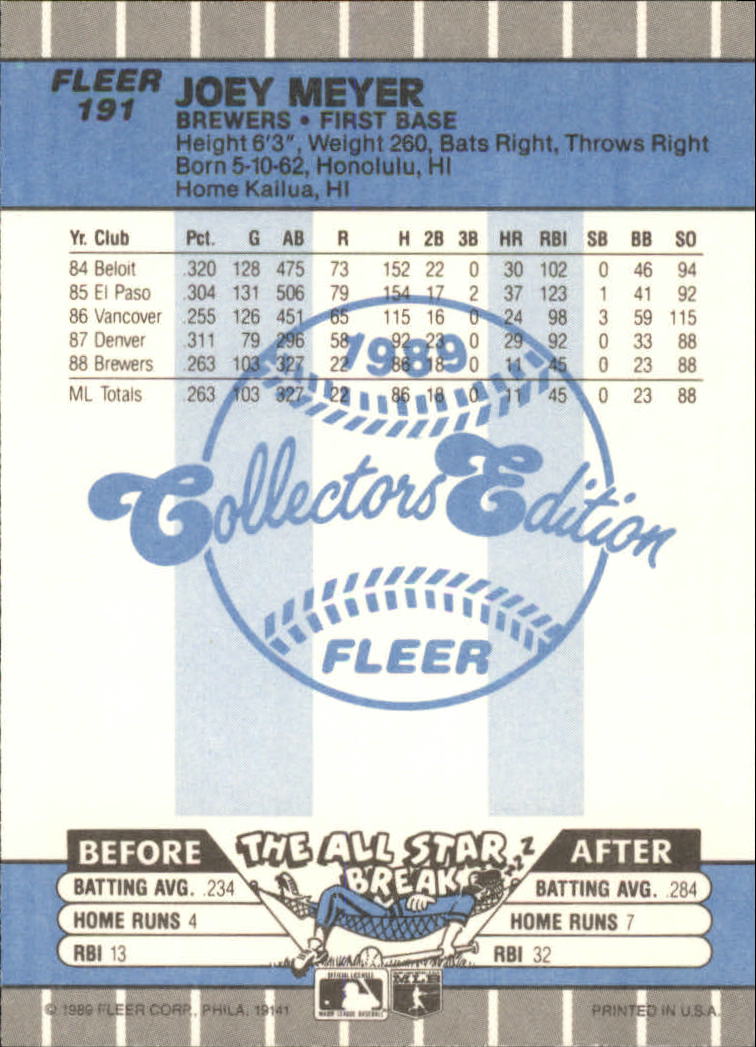 FLEER
191
JOEY MEYER
BREWERS • FIRST BASE
Height 6'3", Weight 260, Bats Right, Throws Right
Born 5-10-62, Honolulu, HI
Home Kailua, HI
Yr. Club Pct. G AB R H 2B 3B HR RBI SB BB SO
84 Beloit .320 128 475 73 152 22 0 30 102 0 46 94
85 El Paso .304 131 506 79 154 17 2 37 123 1 41 92
86 Vancover .255 126 451 65 115 16 0 24 98 3 59 115
87 Denver .311 79 296 58 92 23 0 29 92 0 33 88
88 Brewers .263 103 327 22 86 18 0 11 45 0 23 88
ML Totals .263 103 327 22 86 18 0 11 45 0 23 88
1989
Collectors Edition
FLEER
BEFORE THE ALL STAR BREAK ZZZZ AFTER
BATTING AVG. .234 BATTING AVG. .284
HOME RUNS 4 HOME RUNS 7
RBI 13 RBI 32
OFFICIAL LICENSEE
MAJOR LEAGUE BASEBALL
MLB
© 1989 FLEER CORP., PHILA, 19141 PRINTED IN U.S.A.